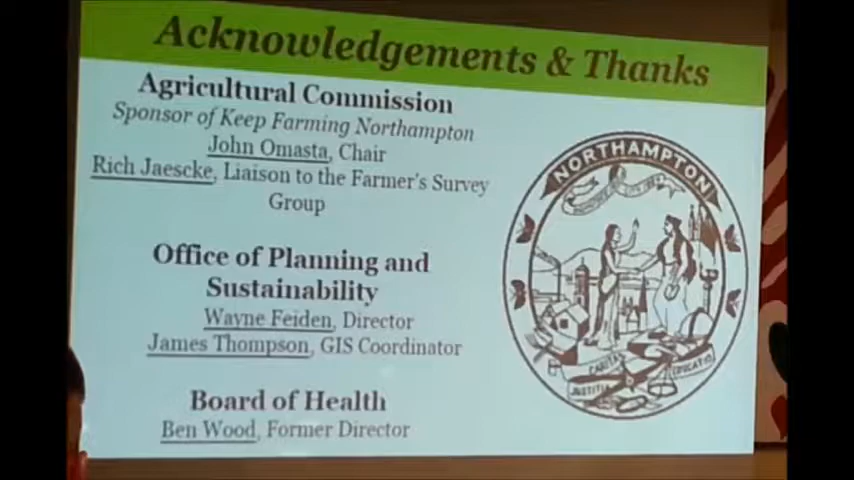 Acknowledgements & Thanks
Agricultural Commission
Sponsor of Keep Farming Northampton
John Omasta, Chair
Rich Jaescke, Liaison to the Farmer's Survey
Group
Office of Planning and
Sustainability
Wayne Feiden, Director
James Thompson, GIS Coordinator
Board of Health
Ben Wood, Former Director
NORTHAMPTON
CARITAS
JUSTITIA
EDUCATIO